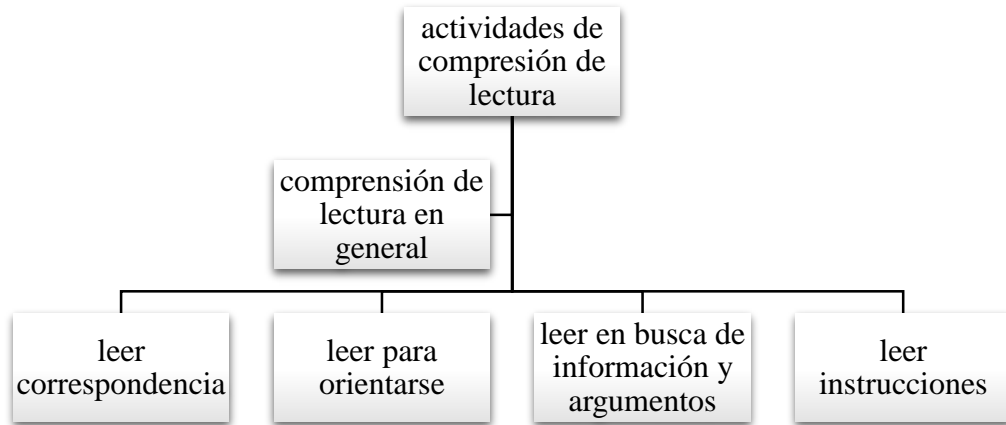 actividades de
compresión de
lectura
comprensión de
lectura en
general
leer
correspondencia
leer para
orientarse
leer en busca de
información y
argumentos
leer
instrucciones